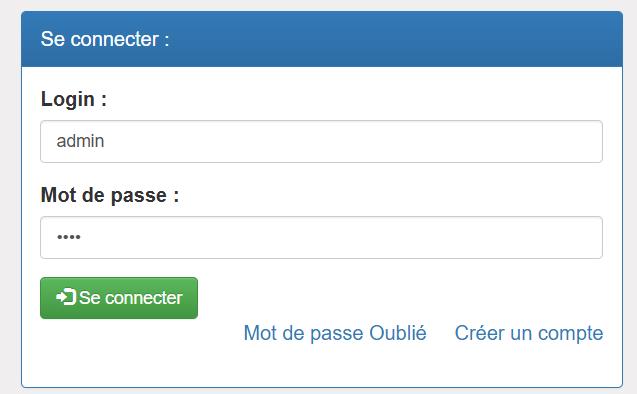 Se connecter :
Login :
admin
Mot de passe :
••••
Se connecter
Mot de passe Oublié Créer un compte